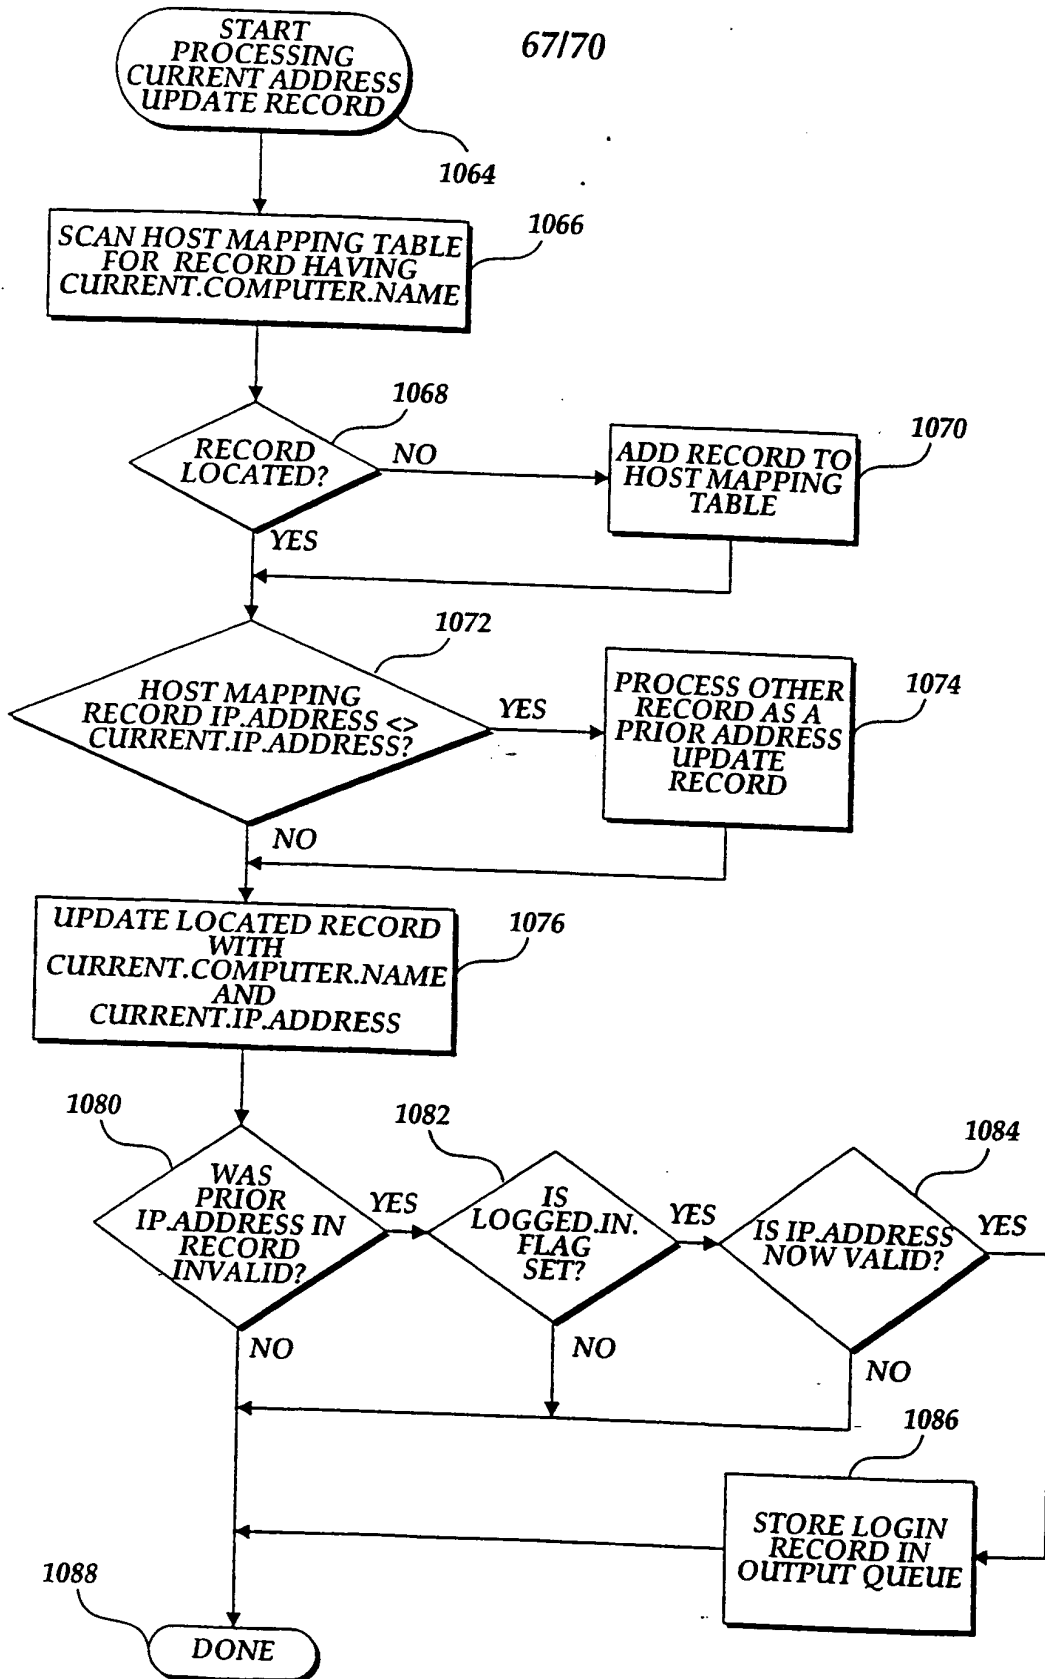 67/70
START
PROCESSING
CURRENT ADDRESS
UPDATE RECORD
1064
1066
SCAN HOST MAPPING TABLE
FOR RECORD HAVING
CURRENT.COMPUTER.NAME
1068
RECORD
LOCATED?
NO
YES
1070
ADD RECORD TO
HOST MAPPING
TABLE
1072
HOST MAPPING
RECORD IP.ADDRESS <>
CURRENT.IP.ADDRESS?
YES
NO
1074
PROCESS OTHER
RECORD AS A
PRIOR ADDRESS
UPDATE
RECORD
1076
UPDATE LOCATED RECORD
WITH
CURRENT.COMPUTER.NAME
AND
CURRENT.IP.ADDRESS
1080
WAS
PRIOR
IP.ADDRESS IN
RECORD
INVALID?
YES
NO
1082
IS
LOGGED.IN.
FLAG
SET?
YES
NO
1084
IS IP.ADDRESS
NOW VALID?
YES
NO
1086
STORE LOGIN
RECORD IN
OUTPUT QUEUE
1088
DONE